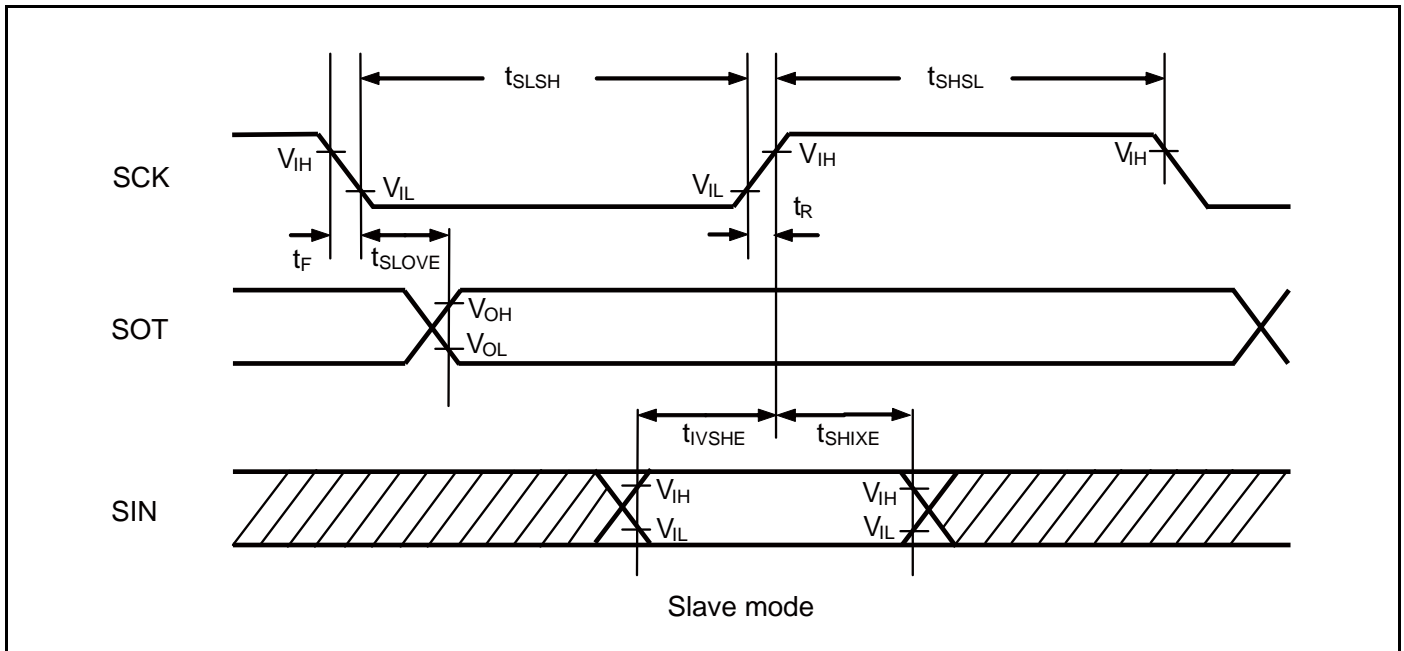 tSLSH
tSHSL
SCK
VIH
VIL
VIL
VIH
VIH
tR
tF
tSLOVE
SOT
VOH
VOL
tIVSHE
tSHIXE
SIN
VIH
VIL
VIH
VIL
Slave mode